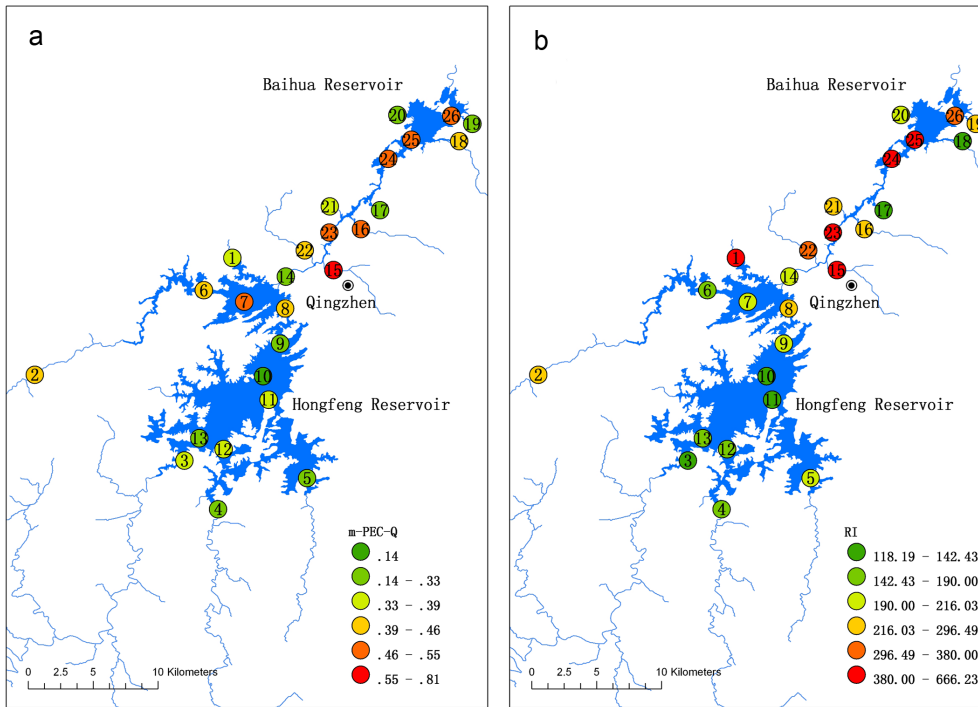 a
Baihua Reservoir
20
26
19
25
18
24
21
17
23
16
22
1
14
15
6
7
8
Qingzhen
9
2
10
11
Hongfeng Reservoir
13
12
3
5
4
m-PEC-Q
.14
.14 - .33
.33 - .39
.39 - .46
.46 - .55
.55 - .81
0 2.5 5 10 Kilometers
b
Baihua Reservoir
20
26
19
25
18
24
21
17
23
16
22
1
14
15
6
7
8
Qingzhen
9
2
10
11
Hongfeng Reservoir
13
12
3
5
4
RI
118.19 - 142.43
142.43 - 190.00
190.00 - 216.03
216.03 - 296.49
296.49 - 380.00
380.00 - 666.23
0 2.5 5 10 Kilometers